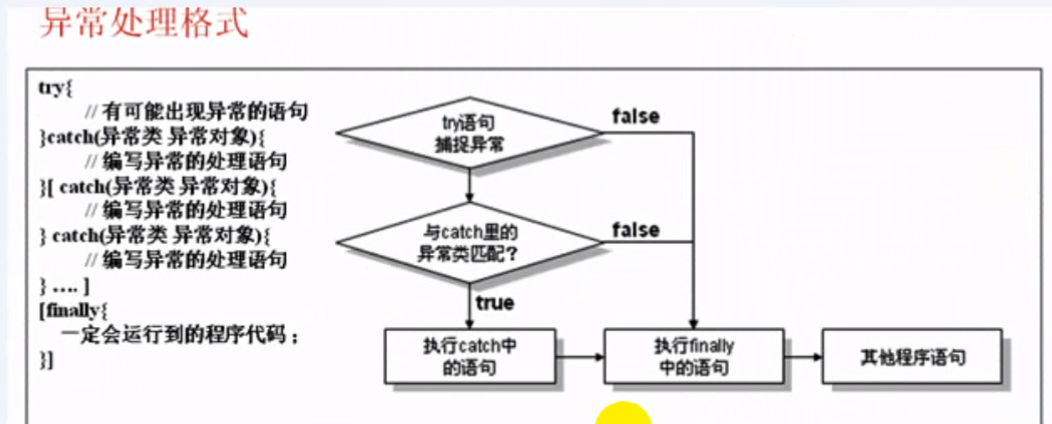 异常处理格式
try{
// 有可能出现异常的语句
}catch(异常类 异常对象){
// 编写异常的处理语句
}[ catch(异常类 异常对象){
// 编写异常的处理语句
} catch(异常类 异常对象){
// 编写异常的处理语句
} .... ]
[finally{
一定会运行到的程序代码；
}]
try语句
捕捉异常
false
与catch里的
异常类匹配？
false
true
执行catch中
的语句
执行finally
中的语句
其他程序语句